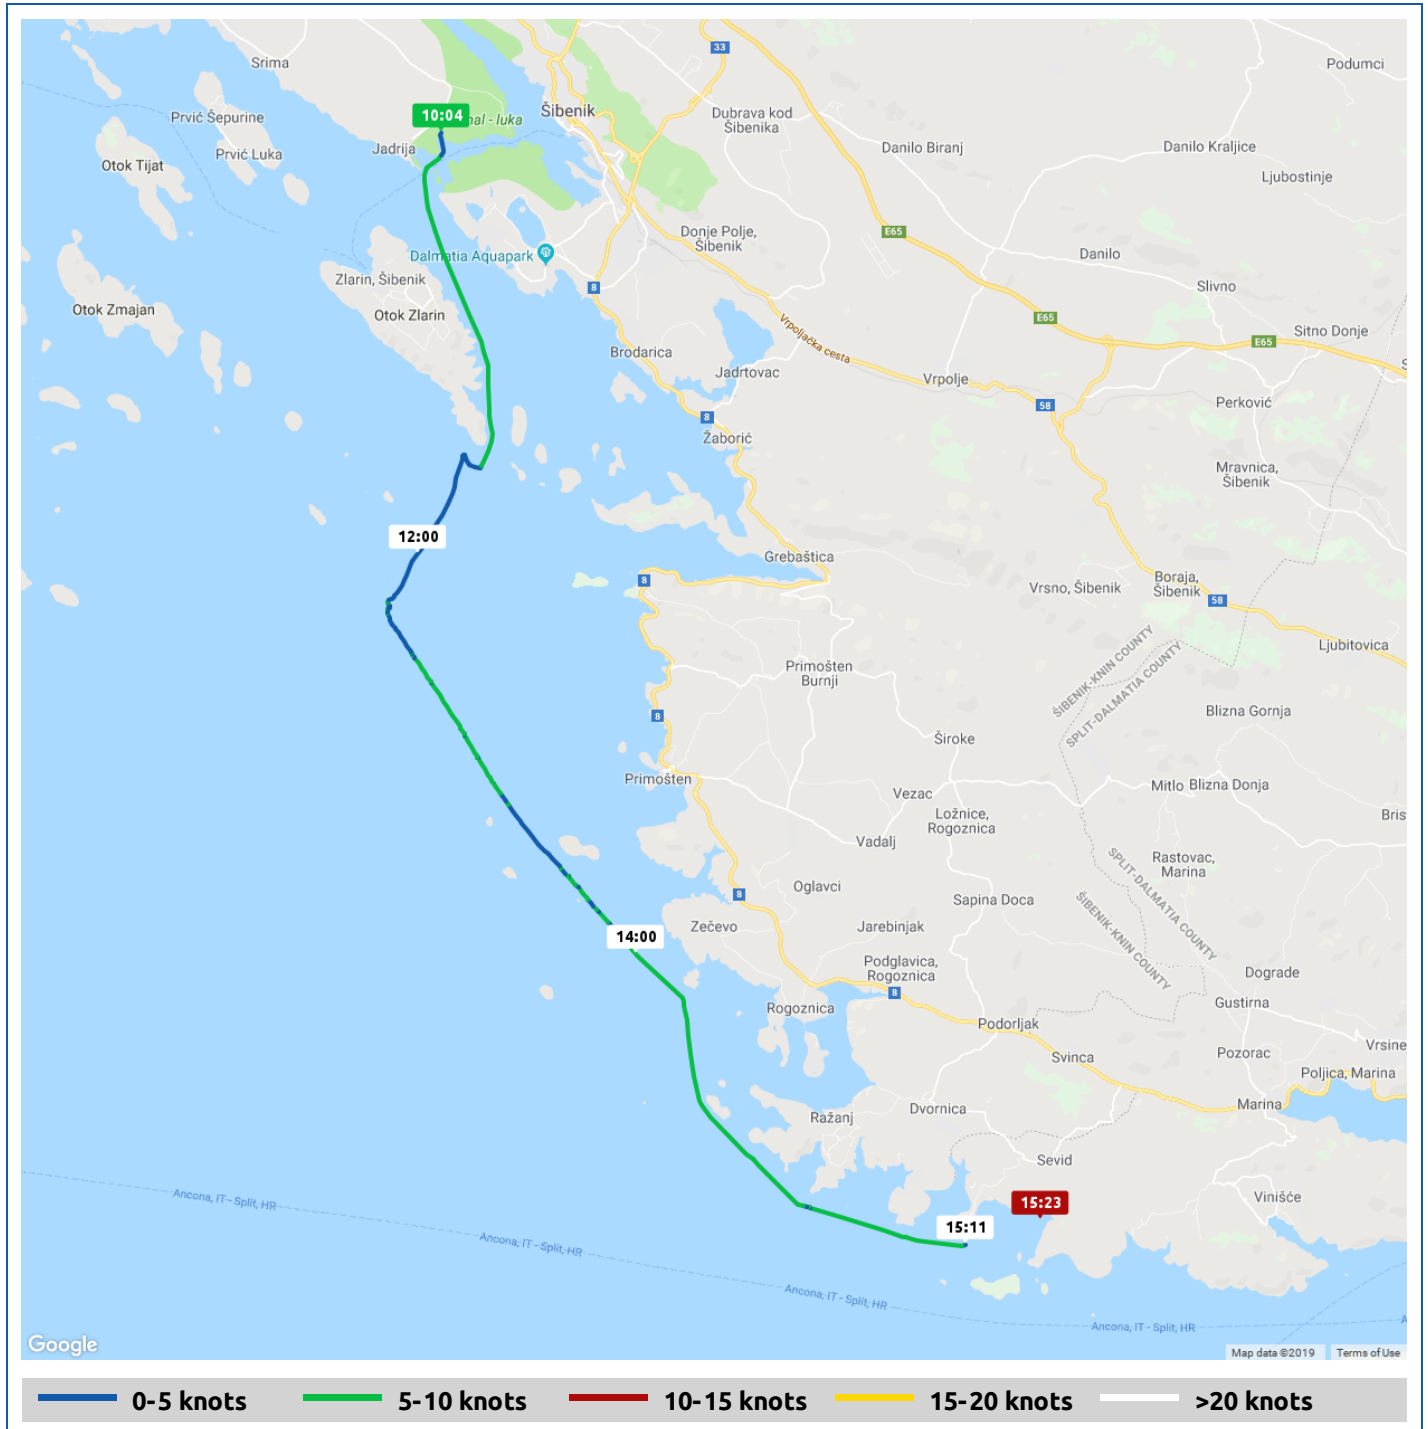 33
Srima
Podumci
Šibenik
10:04
nal - luka
Prvić Šepurine
Dubrava kod
Šibenika
Jadrija
Prvić Luka
Otok Tijat
Danilo Biranj
Danilo Kraljice
Ljubostinje
E65
Donje Polje,
Šibenik
Dalmatia Aquapark
Danilo
Zlarin, Šibenik
8
Slivno
Otok Zmajan
Otok Zlarin
E65
Vrpoljačka cesta
Sitno Donje
E65
Brodarica
Jadrtovac
Vrpolje
58
Perković
8
Žaborić
Mravnica,
Šibenik
12:00
Grebaštica
8
Vrsno, Šibenik
Boraja,
Šibenik
58
Ljubitovica
ŠIBENIK-KNIN COUNTY
SPLIT-DALMATIA COUNTY
Primošten
Burnji
8
Blizna Gornja
Široke
Primošten
Mitlo
Blizna Donja
Vezac
Ložnice,
Rogoznica
Bris
Vadalj
Rastovac,
Marina
SPLIT-DALMATIA COUNTY
ŠIBENIK-KNIN COUNTY
Oglavci
8
Sapina Doca
Zečevo
Jarebinjak
14:00
Podglavica,
Rogoznica
8
Dograde
Gustirna
Rogoznica
Podorljak
Svinca
Pozorac
Vrsine
Poljica, Marina
Marina
Dvornica
Ražanj
Sevid
15:23
Vinišće
15:11
Ancona, IT - Split, HR
Ancona, IT - Split, HR
Ancona, IT - Split, HR
Ancona, IT - Split, HR
Google
Map data ©2019
Terms of Use
0-5 knots
5-10 knots
10-15 knots
15-20 knots
>20 knots